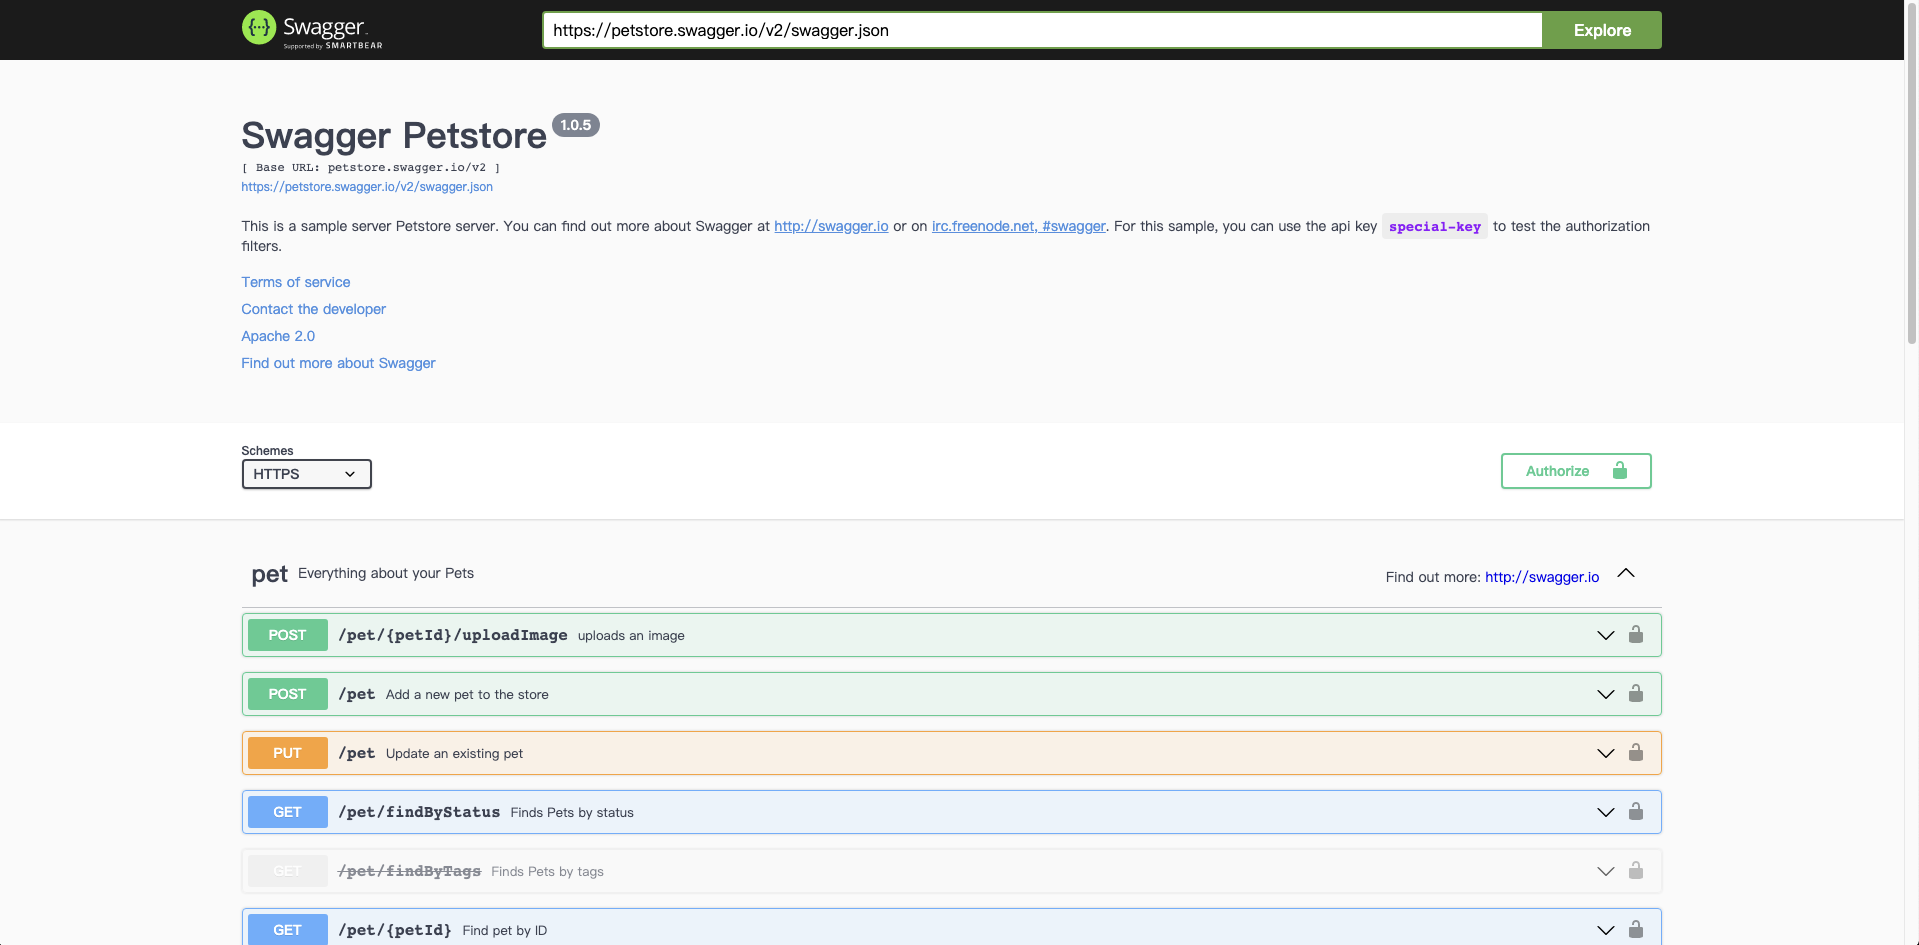 Swagger
Supported by SMARTBEAR
https://petstore.swagger.io/v2/swagger.json
Explore
Swagger Petstore 1.0.5
[ Base URL: petstore.swagger.io/v2 ]
https://petstore.swagger.io/v2/swagger.json
This is a sample server Petstore server. You can find out more about Swagger at http://swagger.io or on irc.freenode.net, #swagger. For this sample, you can use the api key special-key to test the authorization
filters.
Terms of service
Contact the developer
Apache 2.0
Find out more about Swagger
Schemes
HTTPS
Authorize
pet Everything about your Pets
Find out more: http://swagger.io
POST /pet/{petId}/uploadImage uploads an image
POST /pet Add a new pet to the store
PUT /pet Update an existing pet
GET /pet/findByStatus Finds Pets by status
GET /pet/findByTags Finds Pets by tags
GET /pet/{petId} Find pet by ID